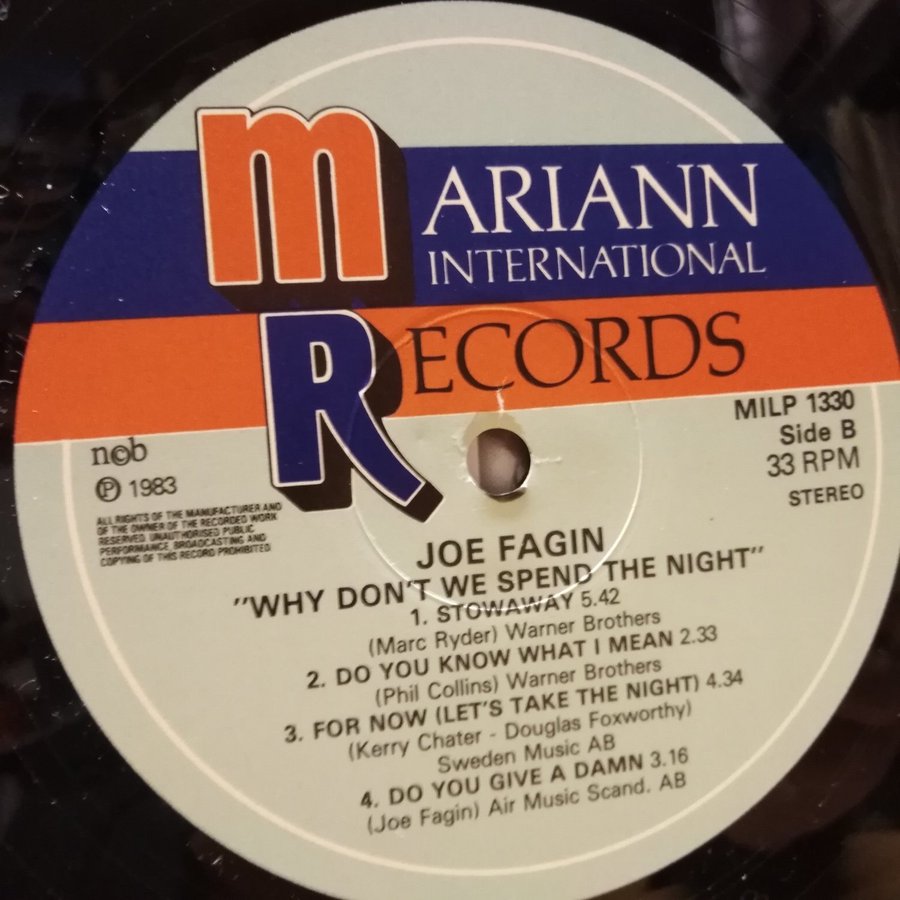 MARIANN
INTERNATIONAL
RECORDS
MILP 1330
Side B
33 RPM
STEREO
n©b
℗ 1983
ALL RIGHTS OF THE MANUFACTURER AND
OF THE OWNER OF THE RECORDED WORK
RESERVED. UNAUTHORISED PUBLIC
PERFORMANCE, BROADCASTING AND
COPYING OF THIS RECORD PROHIBITED
JOE FAGIN
"WHY DON'T WE SPEND THE NIGHT"
1. STOWAWAY 5.42
(Marc Ryder) Warner Brothers
2. DO YOU KNOW WHAT I MEAN 2.33
(Phil Collins) Warner Brothers
3. FOR NOW (LET'S TAKE THE NIGHT) 4.34
(Kerry Chater - Douglas Foxworthy)
Sweden Music AB
4. DO YOU GIVE A DAMN 3.16
(Joe Fagin) Air Music Scand. AB